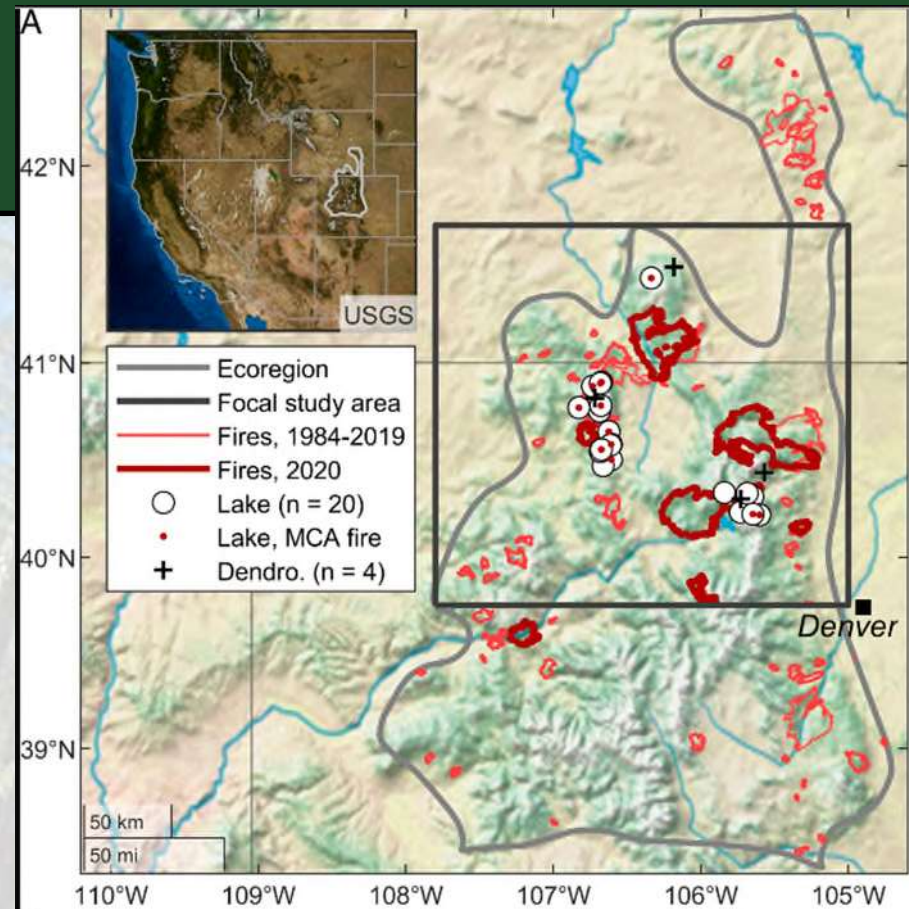 A
USGS
Ecoregion
Focal study area
Fires, 1984-2019
Fires, 2020
Lake (n = 20)
Lake, MCA fire
Dendro. (n = 4)
50 km
50 mi
Denver
42°N
41°N
40°N
39°N
110°W
109°W
108°W
107°W
106°W
105°W